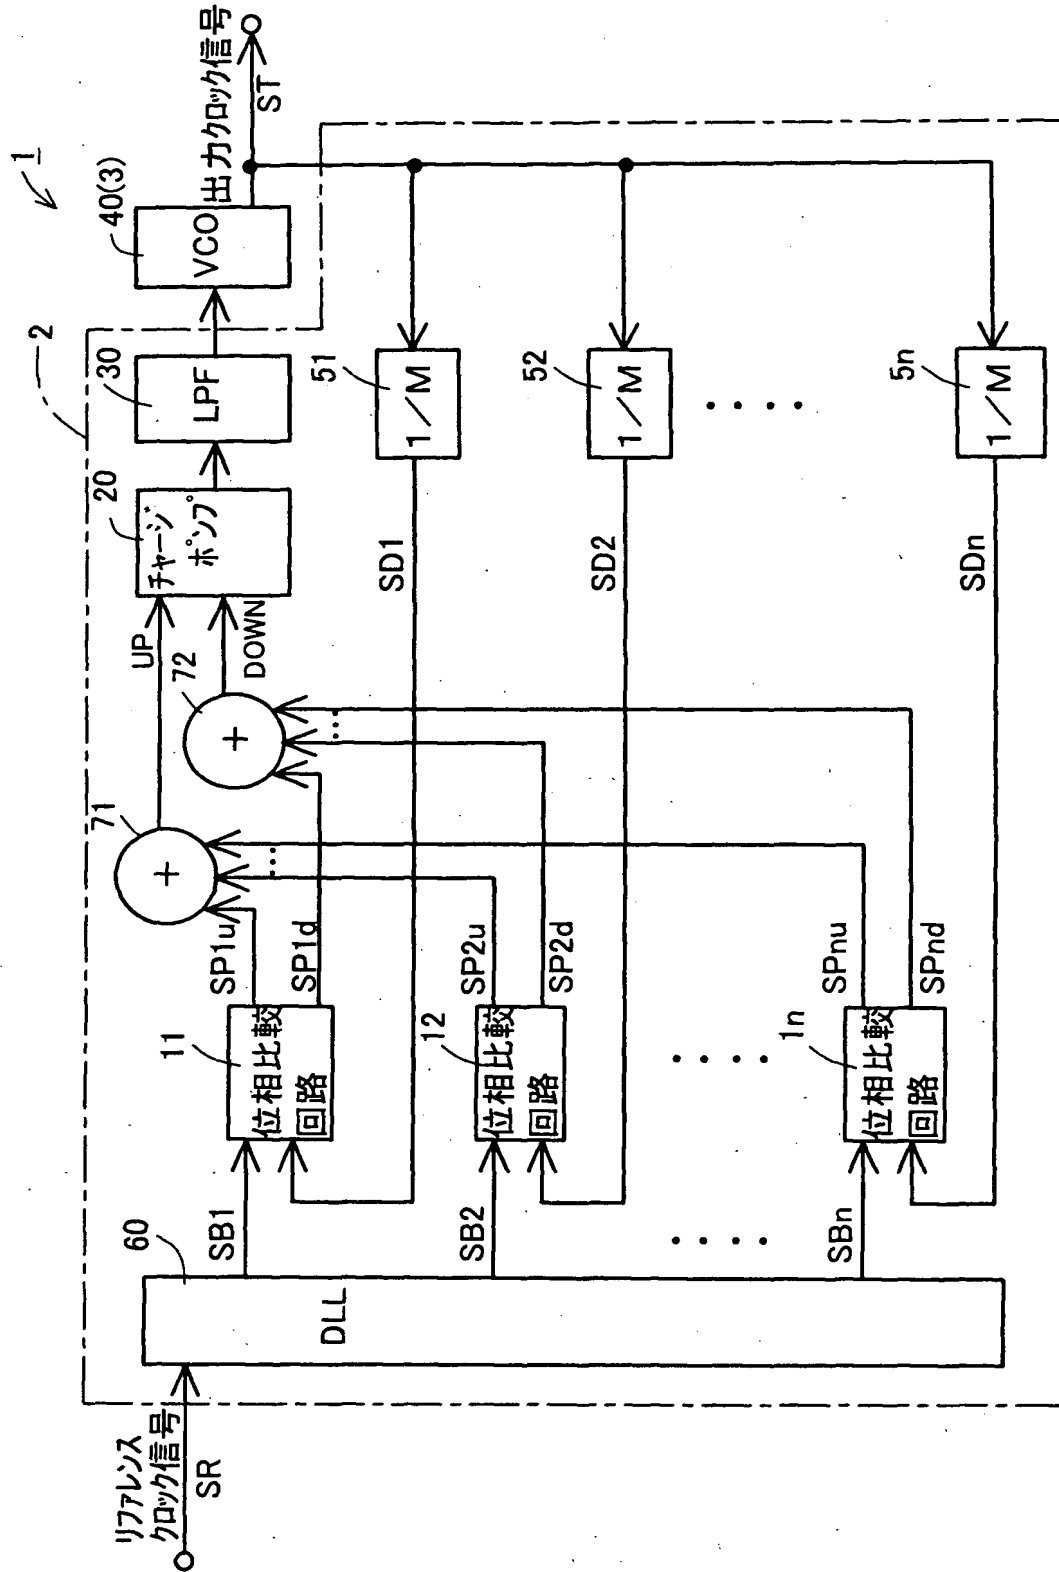 1
2
リファレンス
クロック信号
SR
60
DLL
SB1
SB2
SBn
11
位相比較
回路
12
位相比較
回路
1n
位相比較
回路
SP1u
SP1d
SP2u
SP2d
SPnu
SPnd
71
+
72
+
UP
DOWN
20
チャージ
ポンプ
30
LPF
40(3)
VCO
出力クロック信号
ST
SD1
SD2
SDn
51
1/M
52
1/M
5n
1/M